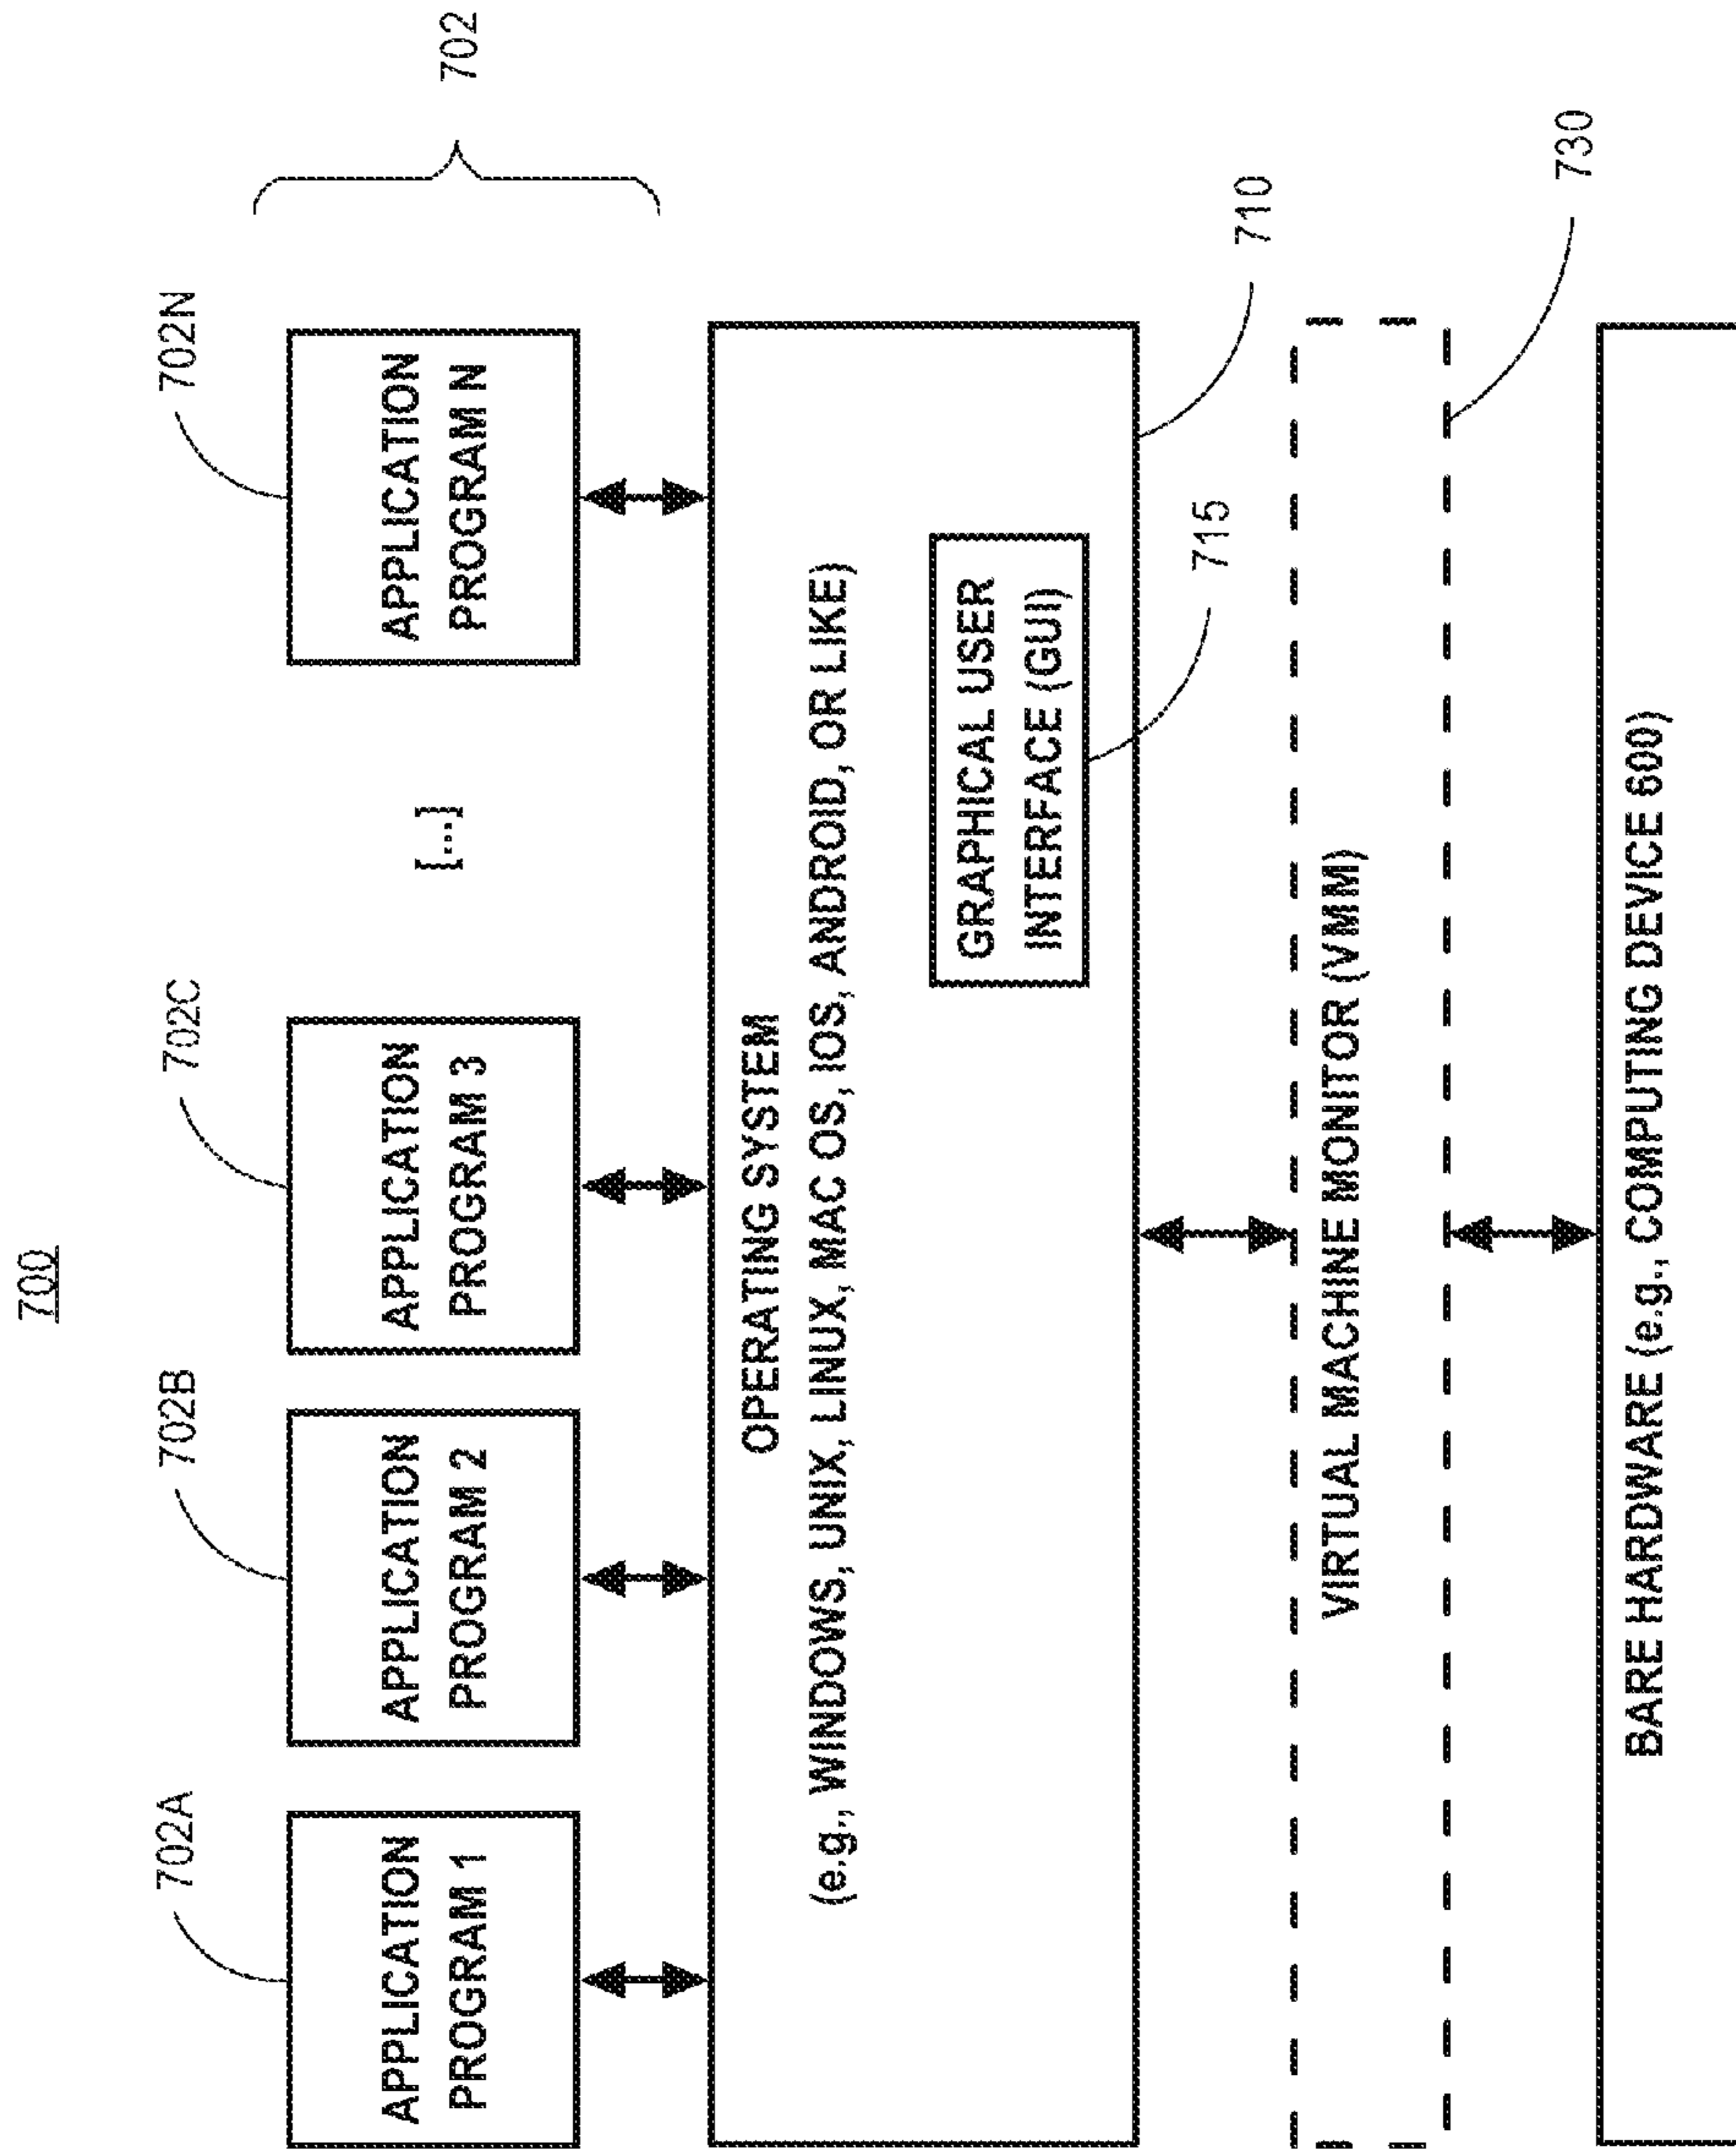 700
702A
702B
702C
702N
702
APPLICATION
PROGRAM 1
APPLICATION
PROGRAM 2
APPLICATION
PROGRAM 3
[...]
APPLICATION
PROGRAM N
OPERATING SYSTEM
(e.g., WINDOWS, UNIX, LINUX, MAC OS, IOS, ANDROID, OR LIKE)
GRAPHICAL USER
INTERFACE (GUI)
710
715
VIRTUAL MACHINE MONITOR (VMM)
730
BARE HARDWARE (e.g., COMPUTING DEVICE 600)